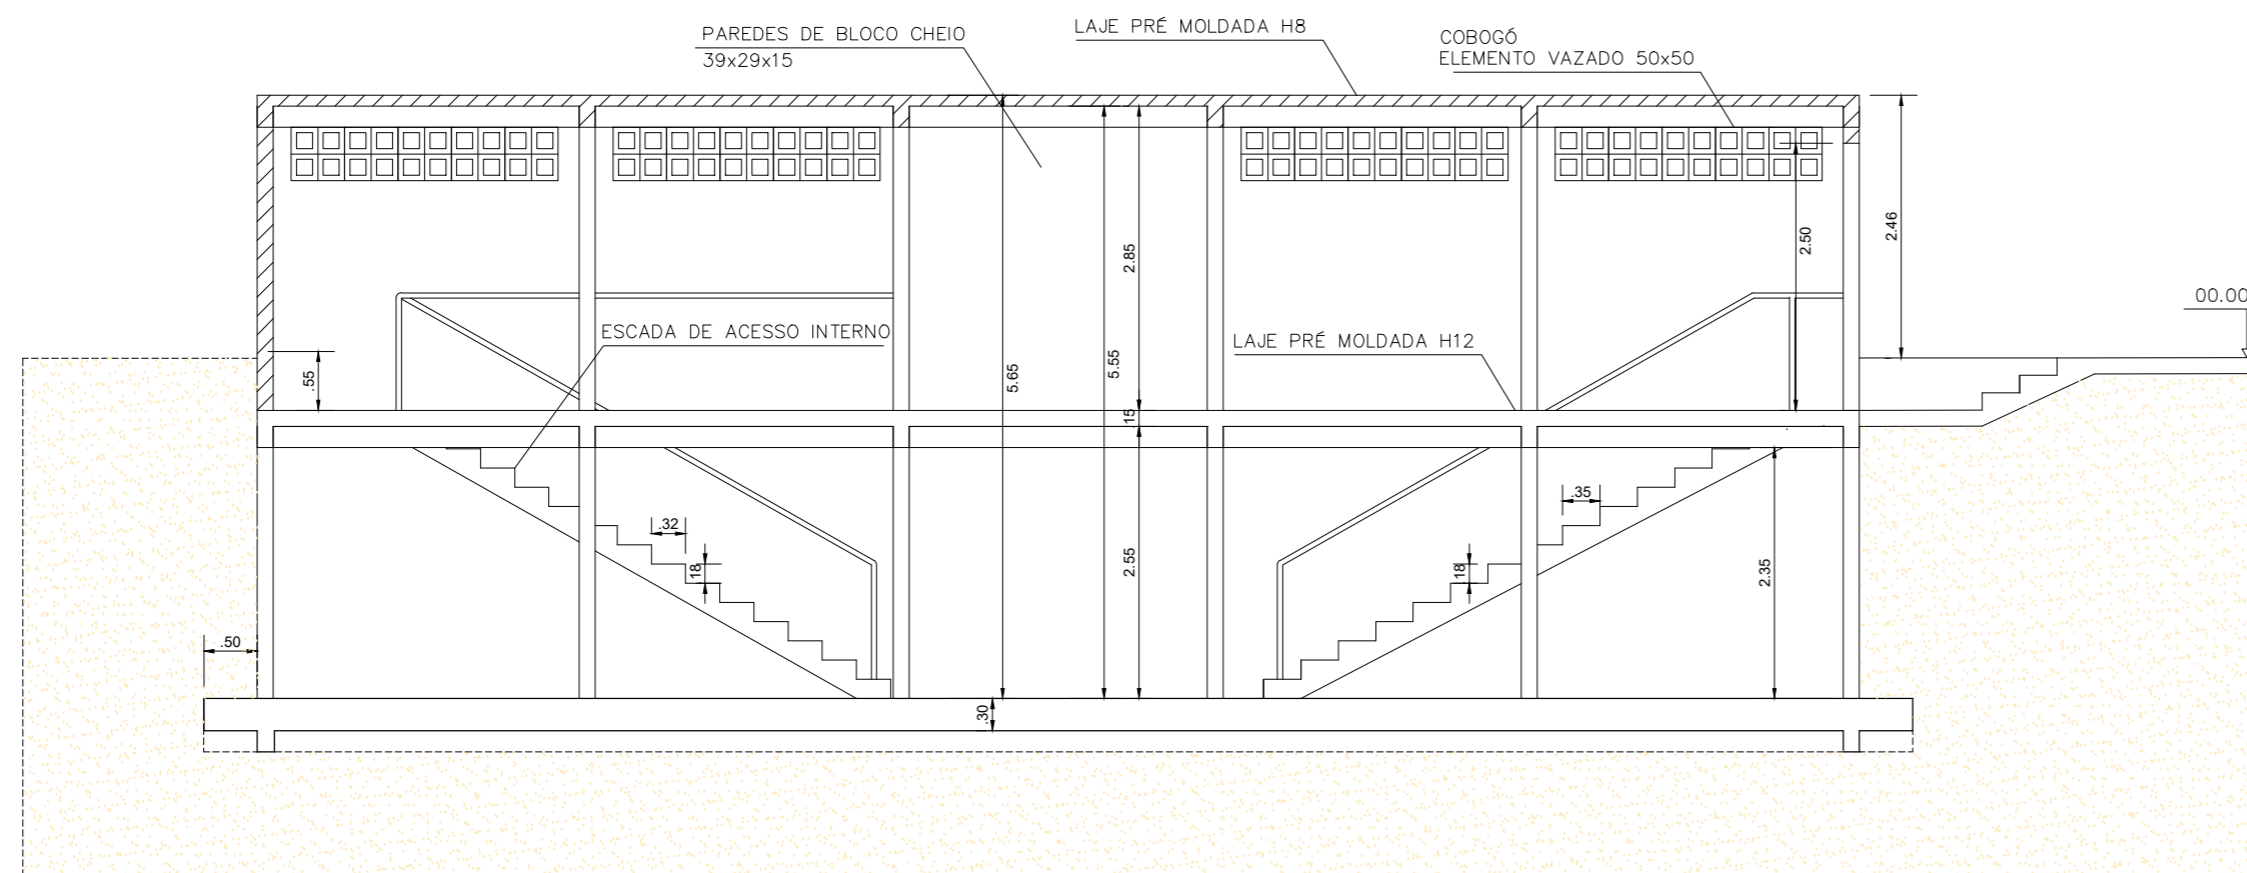 LAJE PRÉ MOLDADA H8
PAREDES DE BLOCO CHEIO
39x29x15
COBOGÓ
ELEMENTO VAZADO 50x50
2.46
2.50
2.85
00.00
ESCADA DE ACESSO INTERNO
LAJE PRÉ MOLDADA H12
.55
5.65
5.55
.15
.35
.32
18
18
2.55
2.35
.50
.30